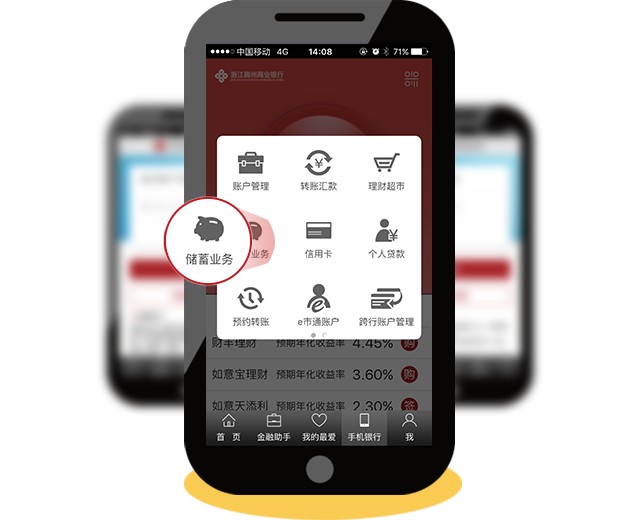 中国移动 4G 14:08 71%
浙江稠州商业银行
账户管理 转账汇款 理财超市
储蓄业务
业务 信用卡 个人贷款
预约转账 e市通账户 跨行账户管理
财丰理财 预期年化收益率 4.45% 购
如意宝理财 预期年化收益率 3.60% 购
如意天添利 预期年化收益率 2.30% 签
首 页 金融助手 我的最爱 手机银行 我